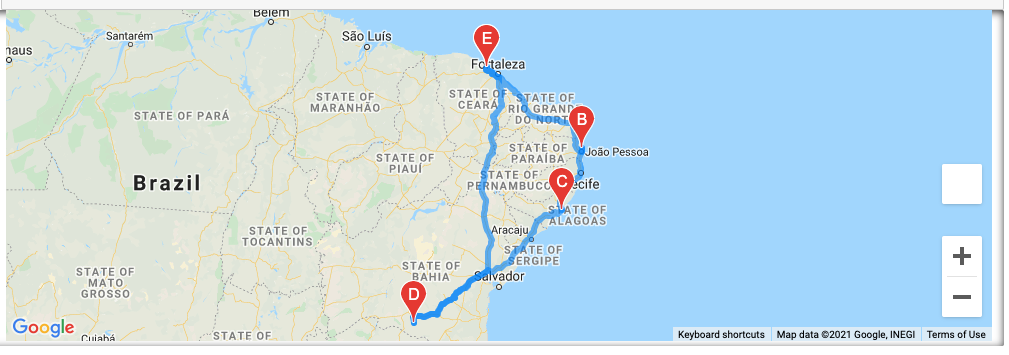 Belém
Santarém
São Luís
naus
E
Fortaleza
STATE OF
CEARÁ
STATE OF
RIO GRANDE
DO NORTE
STATE OF
MARANHÃO
STATE OF PARÁ
B
João Pessoa
STATE OF
PARAÍBA
STATE OF
PIAUÍ
STATE OF
PERNAMBUCO
C
ecife
Brazil
STATE OF
ALAGOAS
Aracaju
STATE OF
TOCANTINS
STATE OF
SERGIPE
STATE OF
BAHIA
Salvador
STATE OF
MATO
GROSSO
D
+
−
Google
Cuiabá
STATE OF
Keyboard shortcuts
Map data ©2021 Google, INEGI
Terms of Use